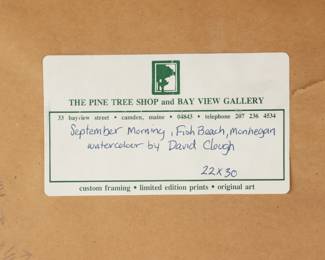 THE PINE TREE SHOP and BAY VIEW GALLERY
33 bayview street • camden, maine • 04843 • telephone 207 236 4534
September Morning, Fish Beach, Monhegan
watercolour by David Clough
22x30
custom framing • limited edition prints • original art